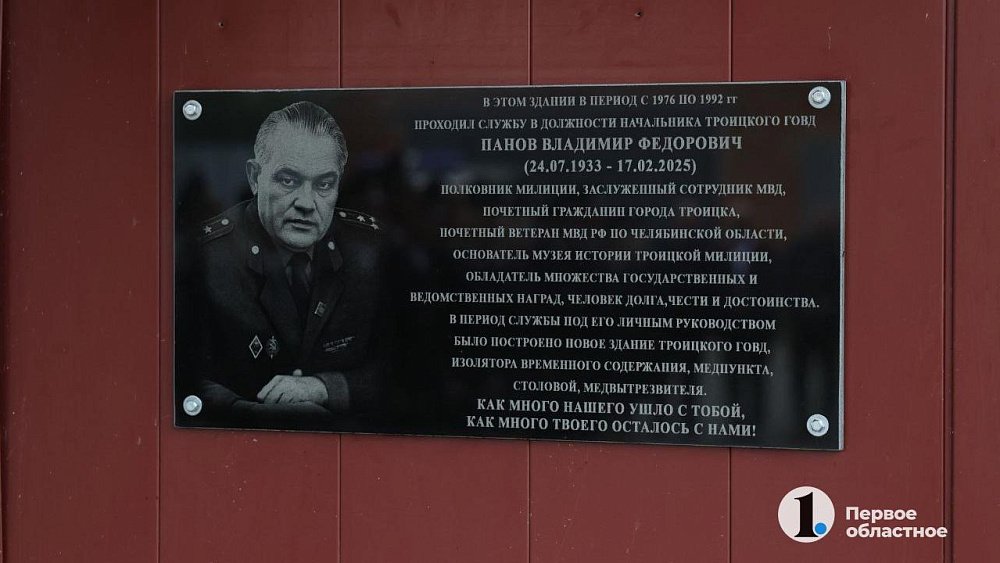 В ЭТОМ ЗДАНИИ В ПЕРИОД С 1976 ПО 1992 гг
ПРОХОДИЛ СЛУЖБУ В ДОЛЖНОСТИ НАЧАЛЬНИКА ТРОИЦКОГО ГОВД
ПАНОВ ВЛАДИМИР ФЕДОРОВИЧ
(24.07.1933 - 17.02.2025)
ПОЛКОВНИК МИЛИЦИИ, ЗАСЛУЖЕННЫЙ СОТРУДНИК МВД,
ПОЧЕТНЫЙ ГРАЖДАНИН ГОРОДА ТРОИЦКА,
ПОЧЕТНЫЙ ВЕТЕРАН МВД РФ ПО ЧЕЛЯБИНСКОЙ ОБЛАСТИ,
ОСНОВАТЕЛЬ МУЗЕЯ ИСТОРИИ ТРОИЦКОЙ МИЛИЦИИ,
ОБЛАДАТЕЛЬ МНОЖЕСТВА ГОСУДАРСТВЕННЫХ И
ВЕДОМСТВЕННЫХ НАГРАД, ЧЕЛОВЕК ДОЛГА,ЧЕСТИ И ДОСТОИНСТВА.
В ПЕРИОД СЛУЖБЫ ПОД ЕГО ЛИЧНЫМ РУКОВОДСТВОМ
БЫЛО ПОСТРОЕНО НОВОЕ ЗДАНИЕ ТРОИЦКОГО ГОВД,
ИЗОЛЯТОРА ВРЕМЕННОГО СОДЕРЖАНИЯ, МЕДПУНКТА,
СТОЛОВОЙ, МЕДВЫТРЕЗВИТЕЛЯ.
КАК МНОГО НАШЕГО УШЛО С ТОБОЙ,
КАК МНОГО ТВОЕГО ОСТАЛОСЬ С НАМИ!
1.
Первое
областное